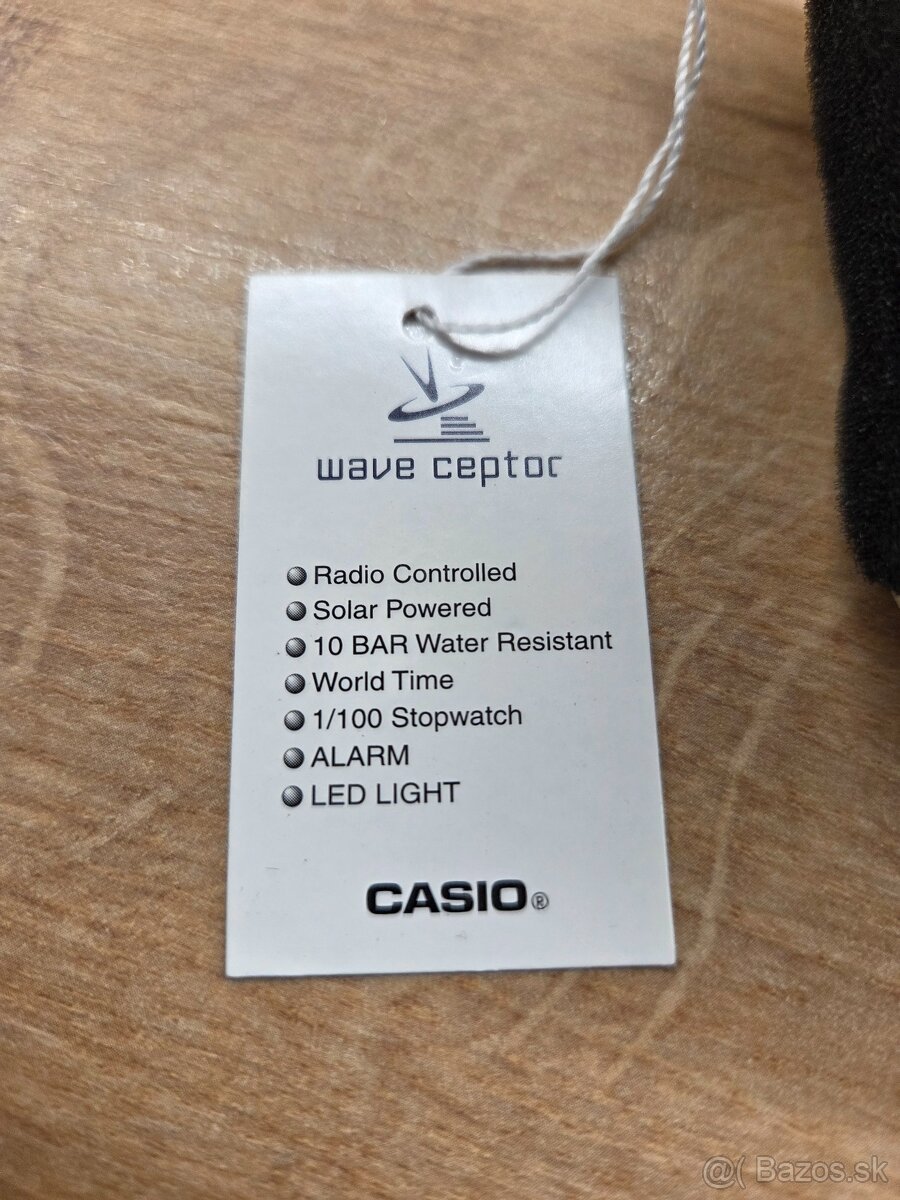 wave ceptor
Radio Controlled
Solar Powered
10 BAR Water Resistant
World Time
1/100 Stopwatch
ALARM
LED LIGHT
CASIO®
@( Bazos.sk